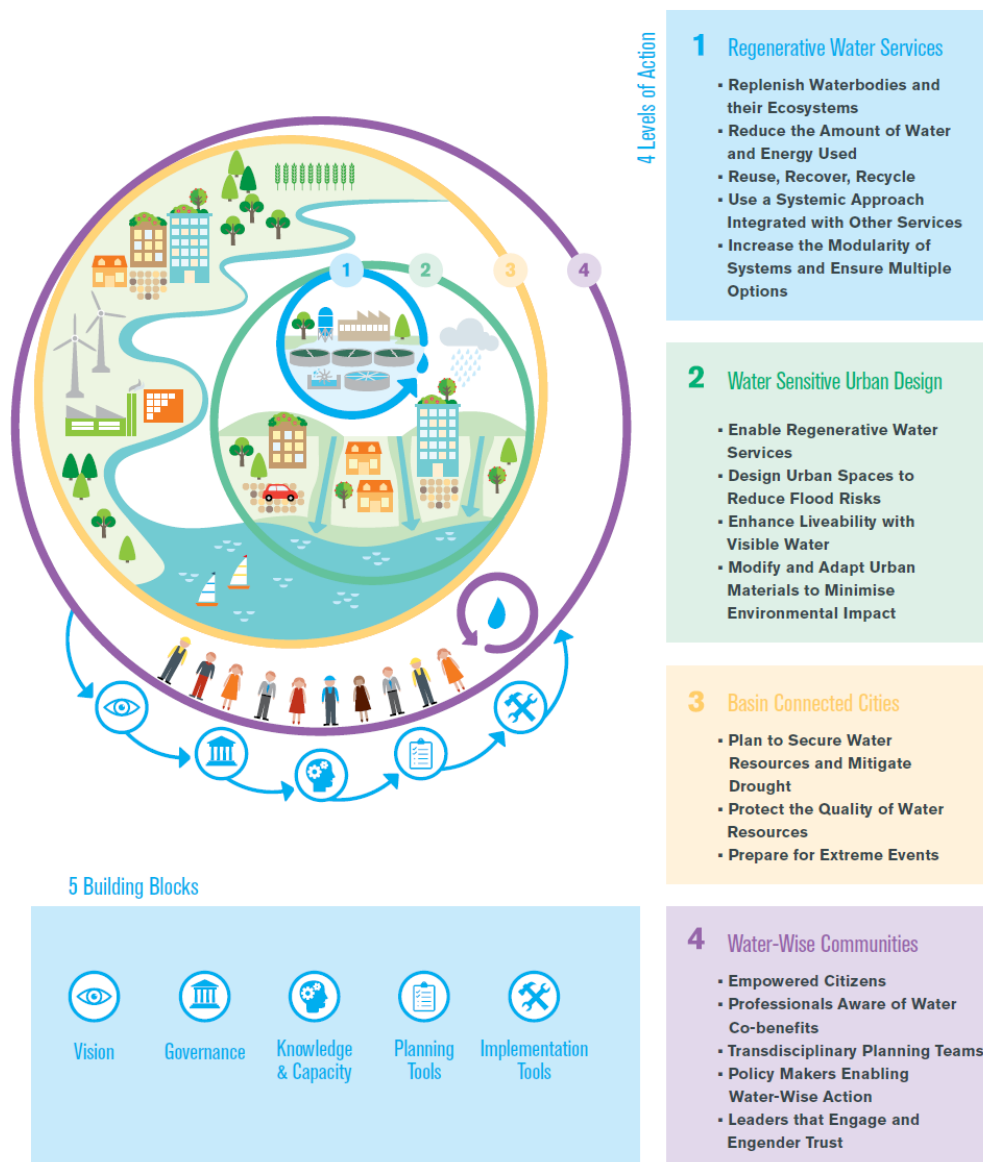 4 Levels of Action
1
2
3
4
1 Regenerative Water Services
▪ Replenish Waterbodies and
their Ecosystems
▪ Reduce the Amount of Water
and Energy Used
▪ Reuse, Recover, Recycle
▪ Use a Systemic Approach
Integrated with Other Services
▪ Increase the Modularity of
Systems and Ensure Multiple
Options
2 Water Sensitive Urban Design
▪ Enable Regenerative Water
Services
▪ Design Urban Spaces to
Reduce Flood Risks
▪ Enhance Liveability with
Visible Water
▪ Modify and Adapt Urban
Materials to Minimise
Environmental Impact
3 Basin Connected Cities
▪ Plan to Secure Water
Resources and Mitigate
Drought
▪ Protect the Quality of Water
Resources
▪ Prepare for Extreme Events
4 Water-Wise Communities
▪ Empowered Citizens
▪ Professionals Aware of Water
Co-benefits
▪ Transdisciplinary Planning Teams
▪ Policy Makers Enabling
Water-Wise Action
▪ Leaders that Engage and
Engender Trust
5 Building Blocks
Vision
Governance
Knowledge
& Capacity
Planning
Tools
Implementation
Tools